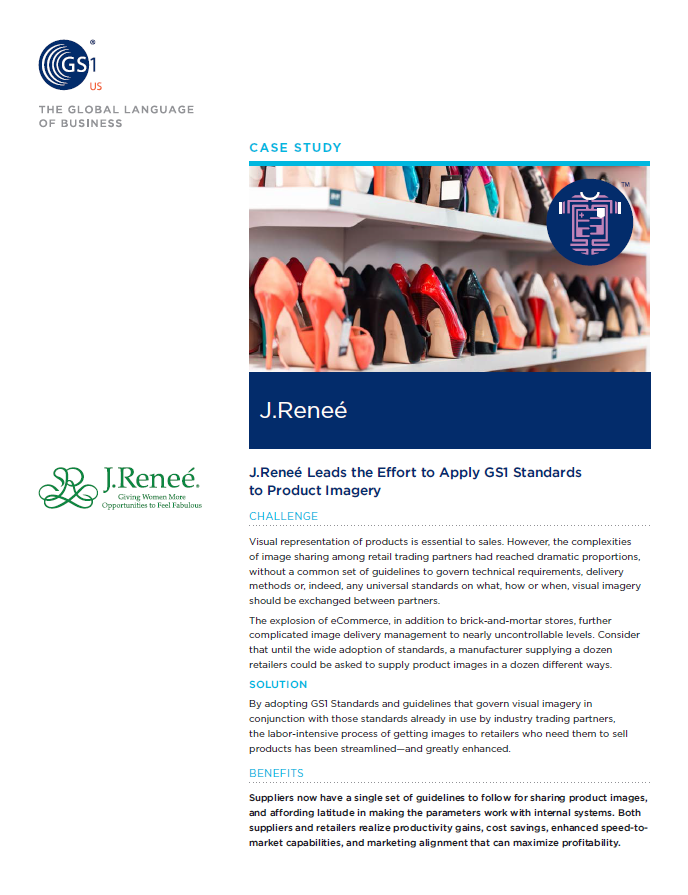 GS1
®
US
THE GLOBAL LANGUAGE
OF BUSINESS
CASE STUDY
TM
J.Reneé
J.Reneé®
Giving Women More
Opportunities to Feel Fabulous
J.Reneé Leads the Effort to Apply GS1 Standards
to Product Imagery
CHALLENGE
Visual representation of products is essential to sales. However, the complexities
of image sharing among retail trading partners had reached dramatic proportions,
without a common set of guidelines to govern technical requirements, delivery
methods or, indeed, any universal standards on what, how or when, visual imagery
should be exchanged between partners.
The explosion of eCommerce, in addition to brick-and-mortar stores, further
complicated image delivery management to nearly uncontrollable levels. Consider
that until the wide adoption of standards, a manufacturer supplying a dozen
retailers could be asked to supply product images in a dozen different ways.
SOLUTION
By adopting GS1 Standards and guidelines that govern visual imagery in
conjunction with those standards already in use by industry trading partners,
the labor-intensive process of getting images to retailers who need them to sell
products has been streamlined—and greatly enhanced.
BENEFITS
Suppliers now have a single set of guidelines to follow for sharing product images,
and affording latitude in making the parameters work with internal systems. Both
suppliers and retailers realize productivity gains, cost savings, enhanced speed-to-
market capabilities, and marketing alignment that can maximize profitability.